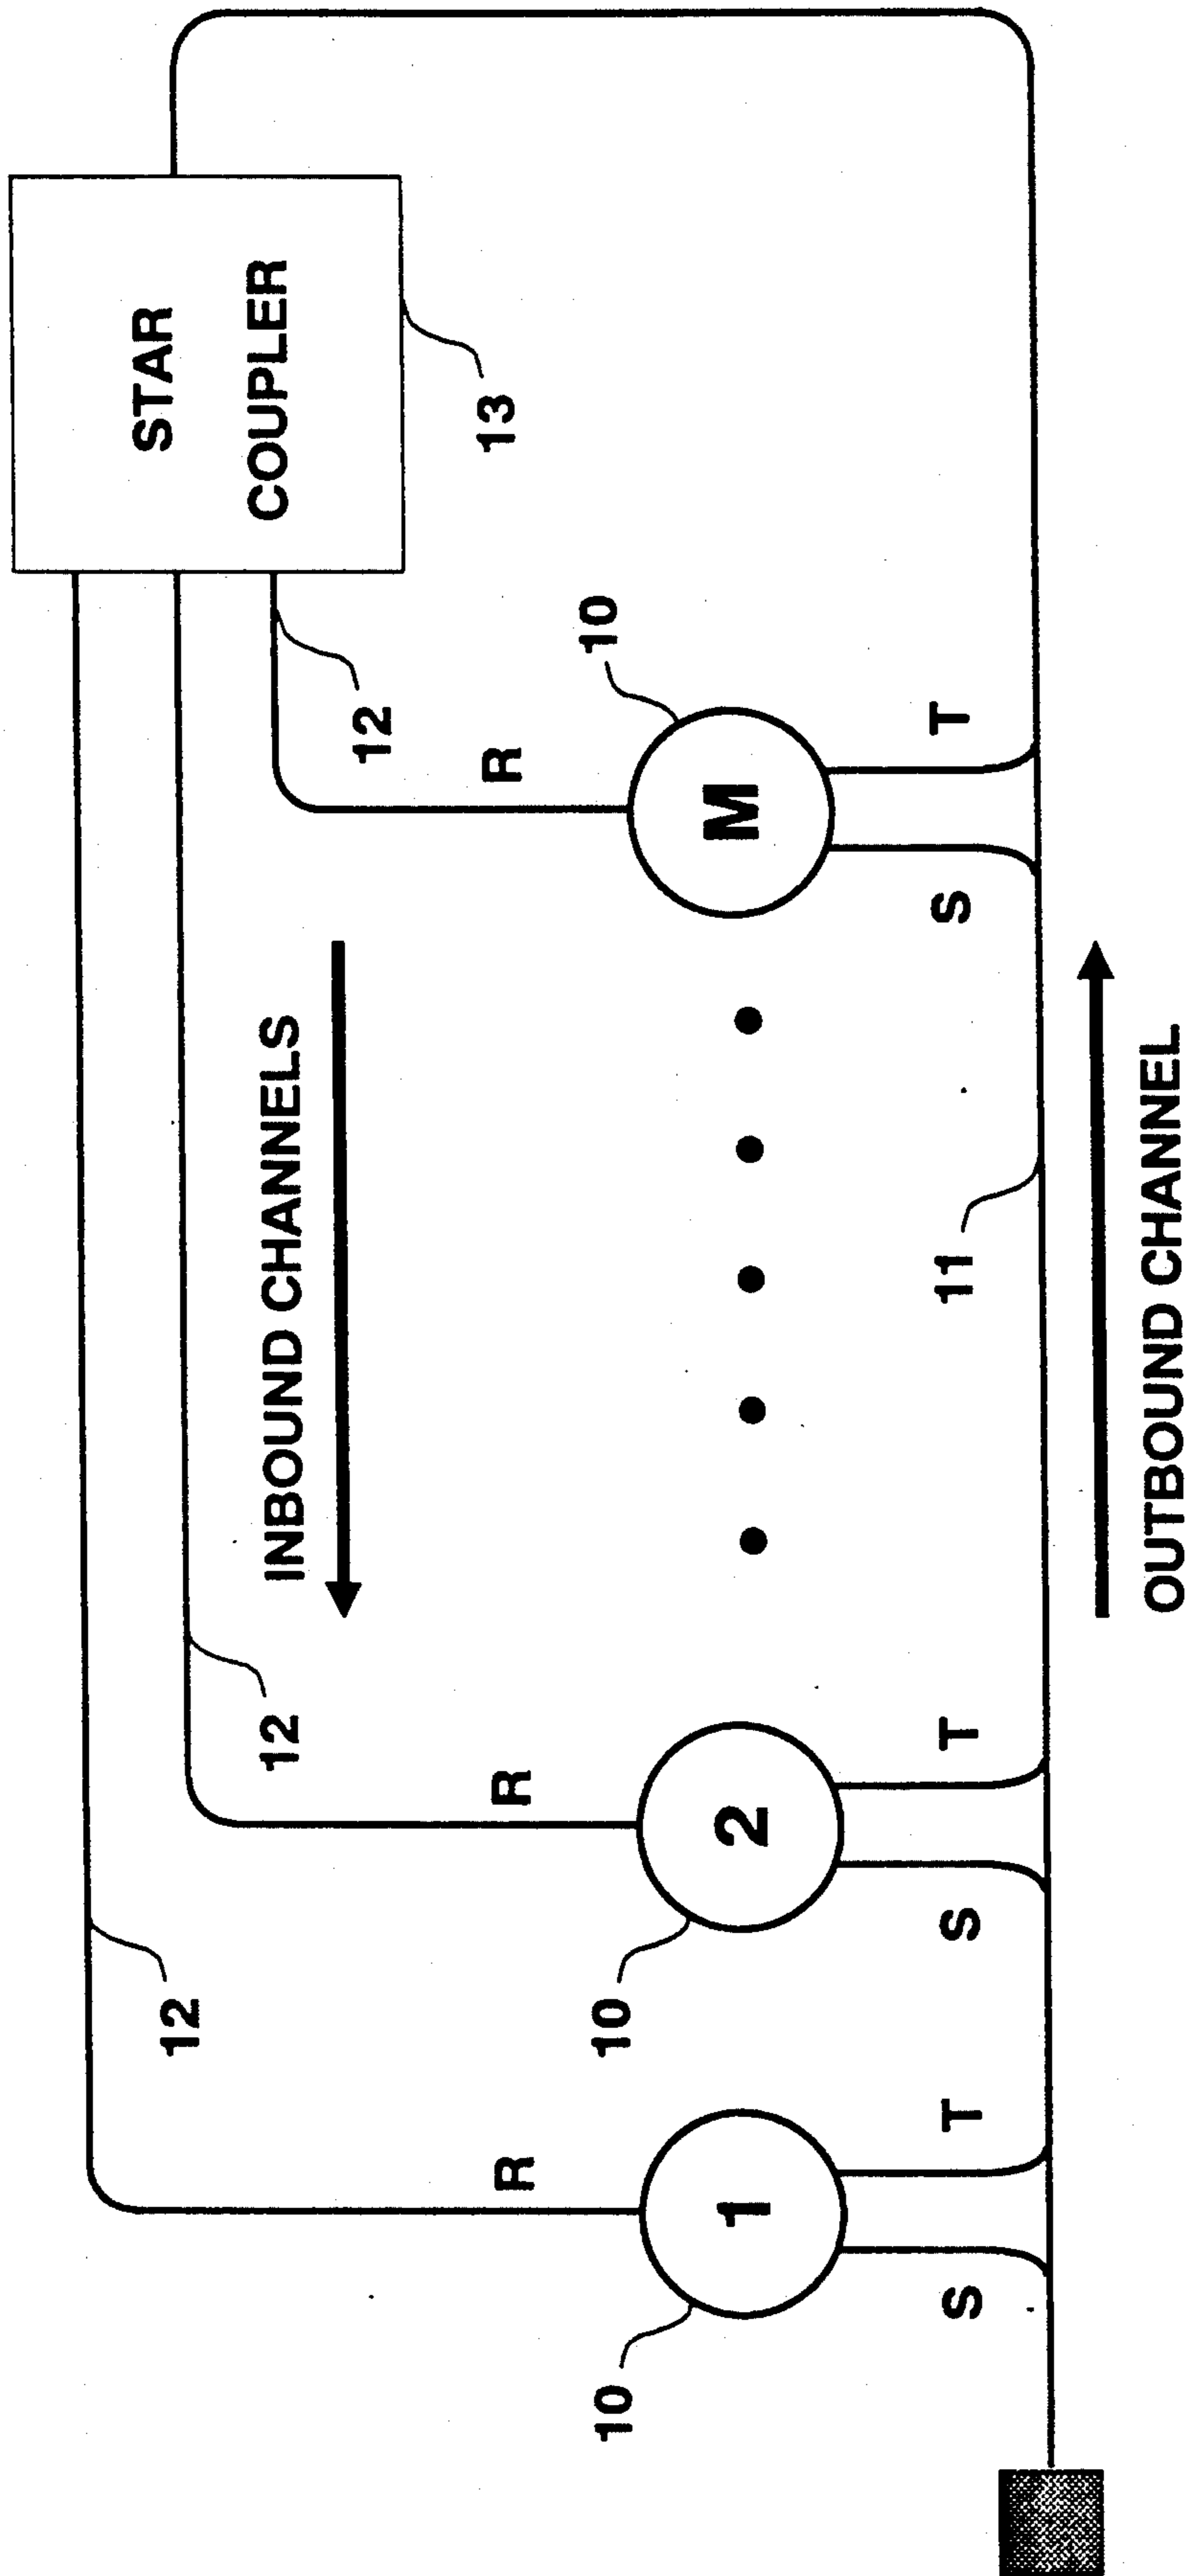 STAR
COUPLER
13
12
10
R
M
S
T
INBOUND CHANNELS
11
OUTBOUND CHANNEL
12
R
2
10
S
T
12
R
1
10
S
T